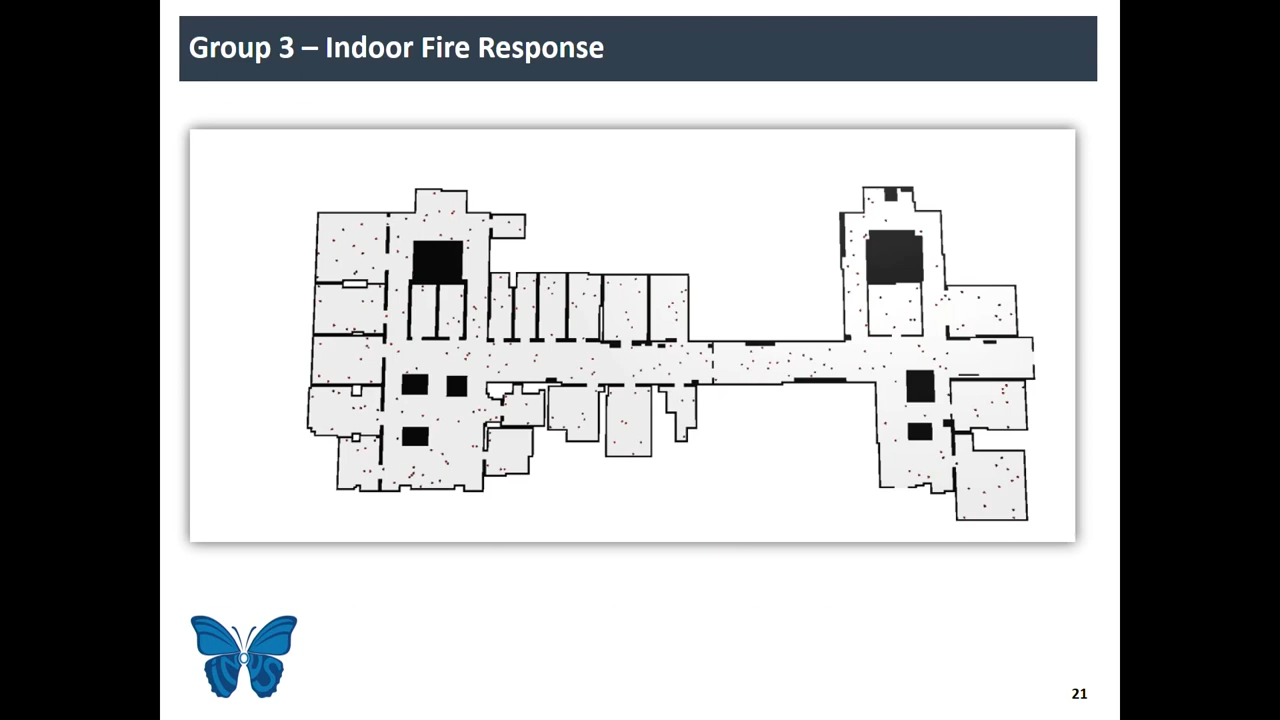 Group 3 – Indoor Fire Response
21